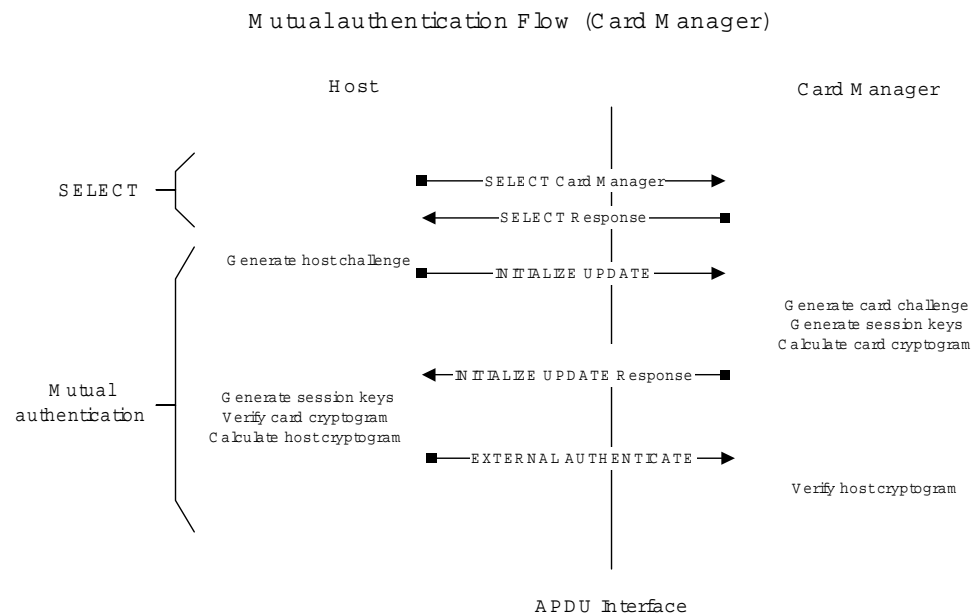 Mutual authentication Flow (Card Manager)
Host
Card Manager
SELECT
SELECT Card Manager
SELECT Response
Generate host challenge
INITIALIZE UPDATE
Generate card challenge
Generate session keys
Calculate card cryptogram
INITIALIZE UPDATE Response
Mutual
authentication
Generate session keys
Verify card cryptogram
Calculate host cryptogram
EXTERNAL AUTHENTICATE
Verify host cryptogram
APDU Interface